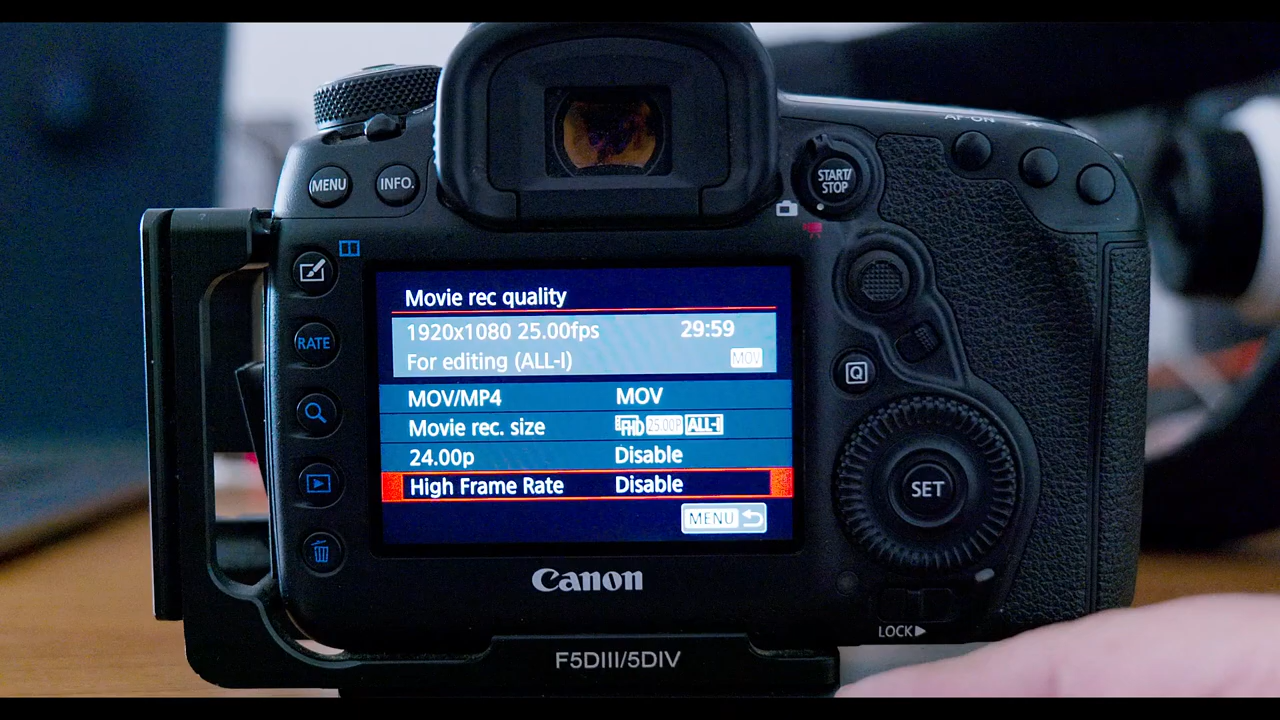 AF-ON
MENU
INFO.
START/
STOP
RATE
Movie rec quality
1920x1080 25.00fps 29:59
For editing (ALL-I) MOV
MOV/MP4 MOV
Movie rec. size FHD 25.00P ALL-I
24.00p Disable
High Frame Rate Disable
MENU
Q
SET
Canon
LOCK
F5DIII/5DIV